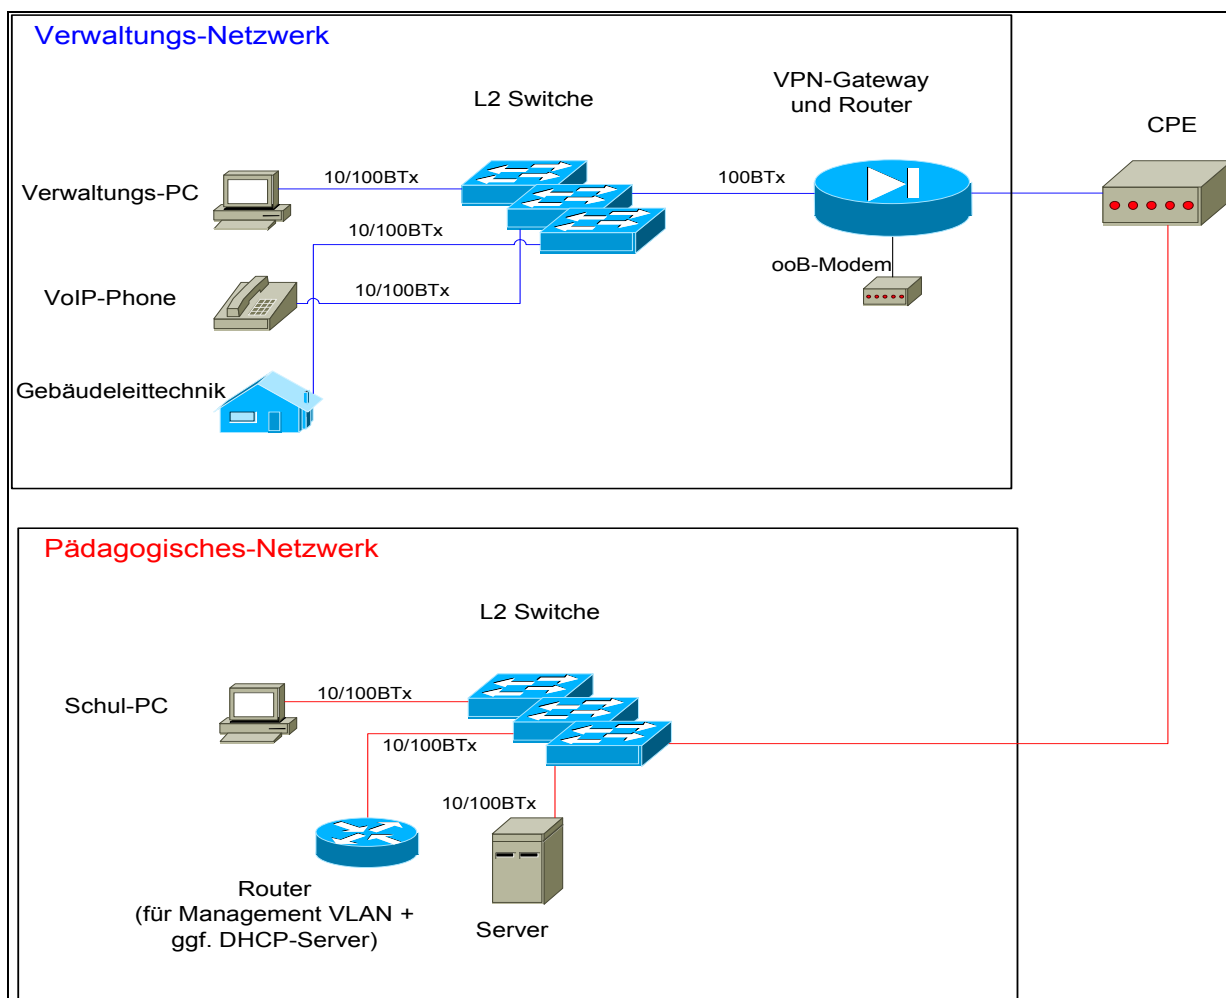 Verwaltungs-Netzwerk
VPN-Gateway
und Router
L2 Switche
CPE
Verwaltungs-PC
10/100BTx
100BTx
10/100BTx
ooB-Modem
VoIP-Phone
10/100BTx
Gebäudeleittechnik
Pädagogisches-Netzwerk
L2 Switche
Schul-PC
10/100BTx
10/100BTx
10/100BTx
Router
(für Management VLAN +
ggf. DHCP-Server)
Server